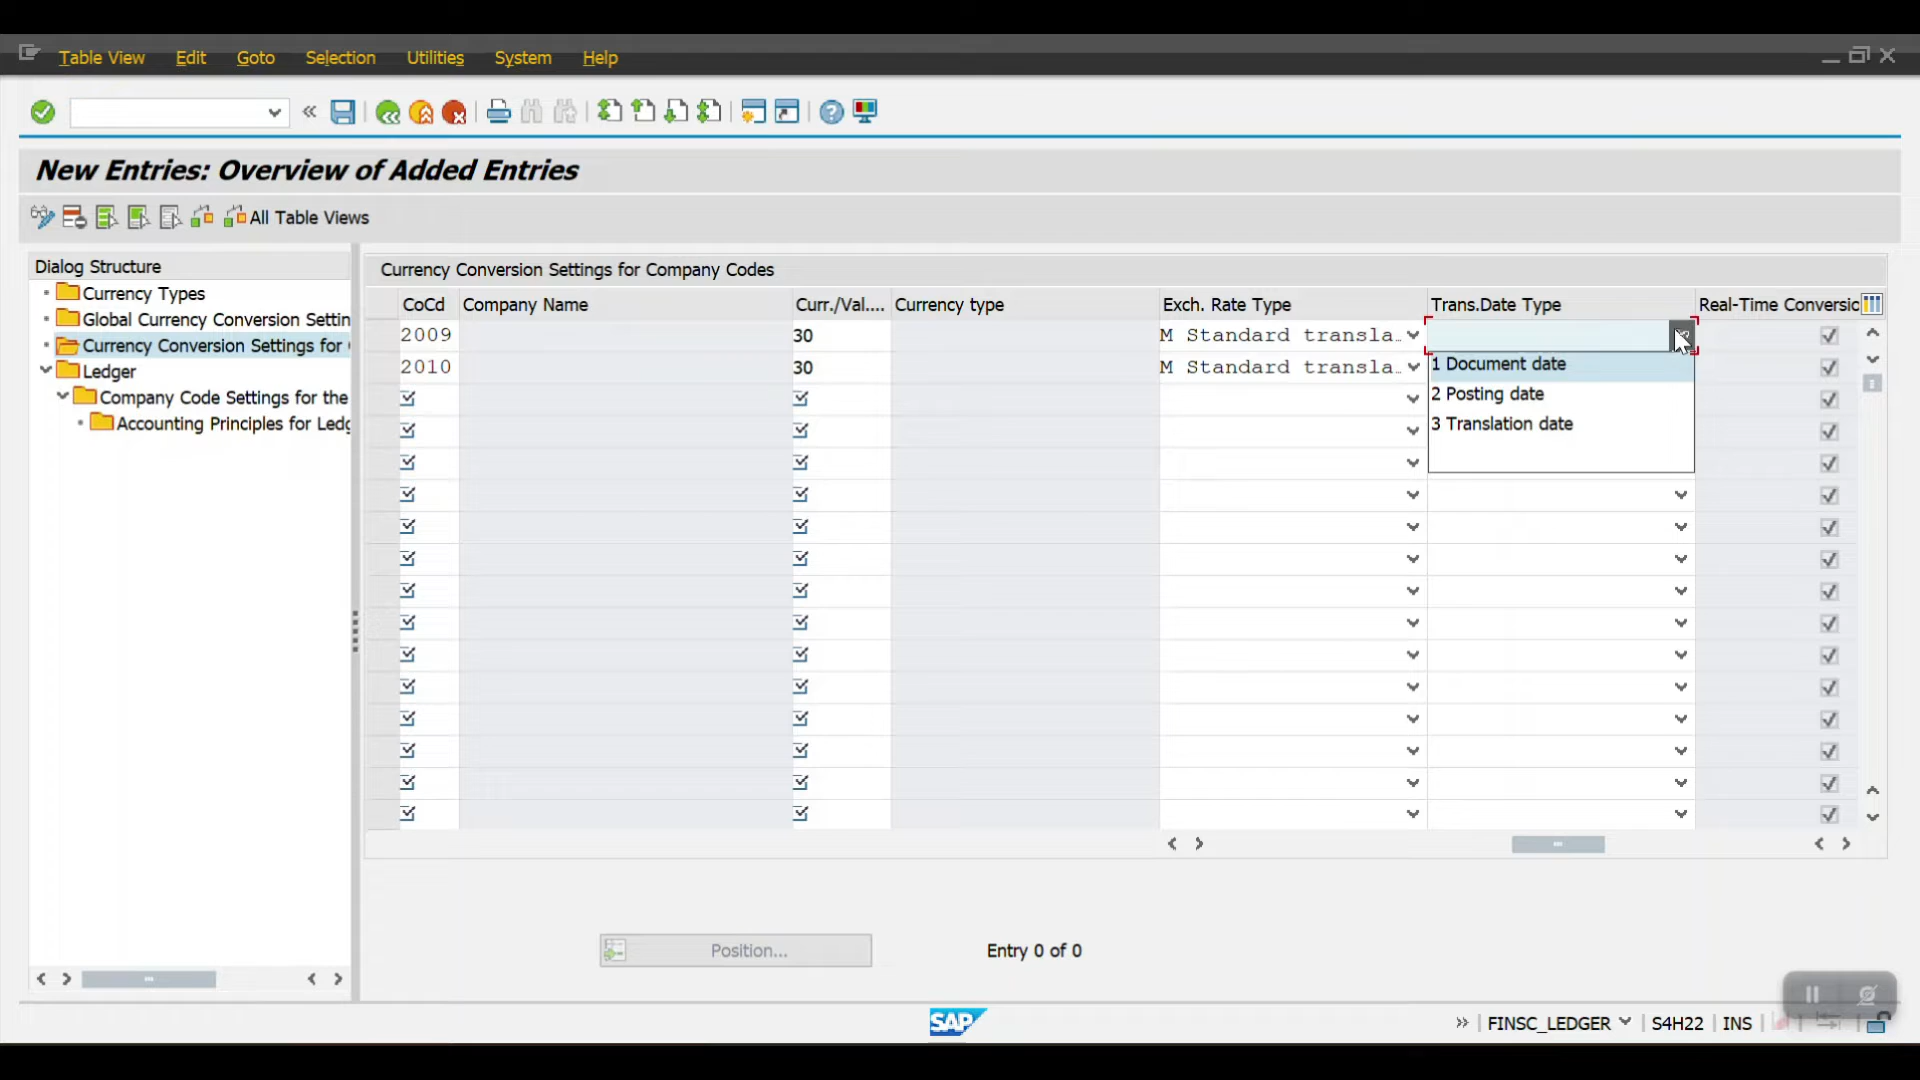 Table View Edit Goto Selection Utilities System Help
New Entries: Overview of Added Entries
All Table Views
Dialog Structure
Currency Types
Global Currency Conversion Settin
Currency Conversion Settings for
Ledger
Company Code Settings for the
Accounting Principles for Ledg
Currency Conversion Settings for Company Codes
CoCd Company Name Curr./Val.... Currency type Exch. Rate Type Trans.Date Type Real-Time Conversio
2009 30 M Standard transla…
2010 30 M Standard transla…
1 Document date
2 Posting date
3 Translation date
Position... Entry 0 of 0
SAP FINSC_LEDGER S4H22 INS